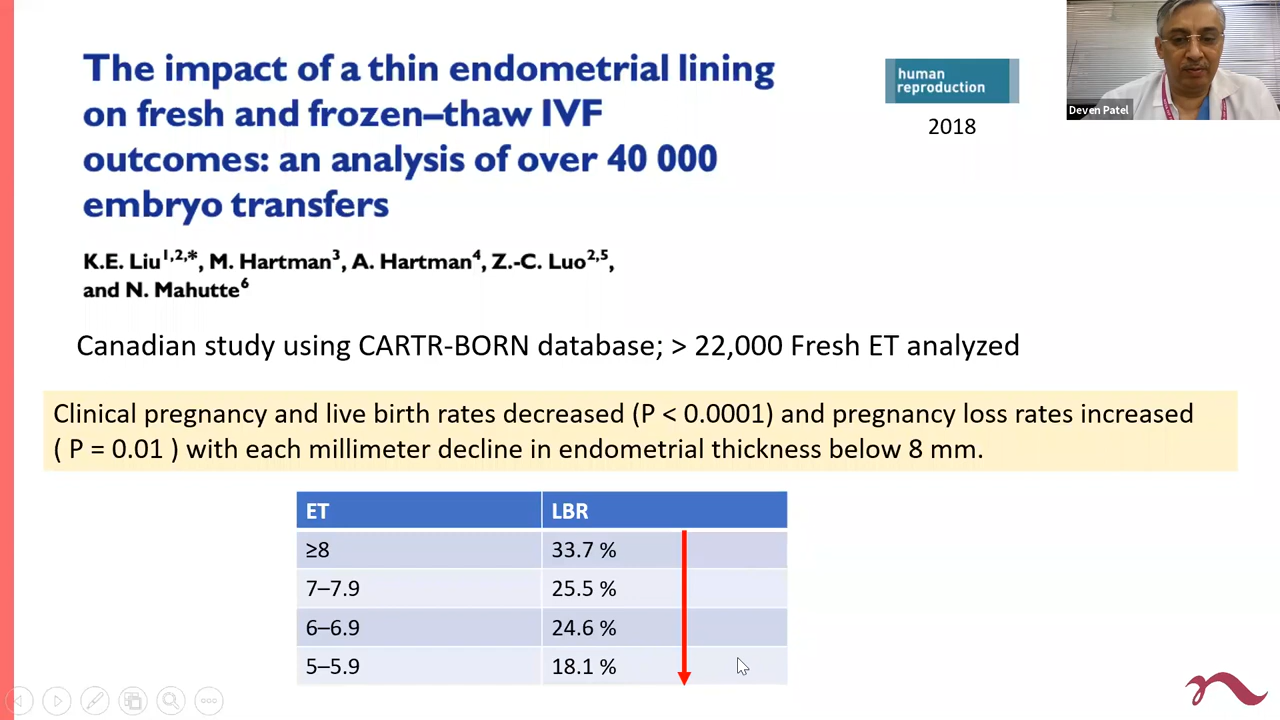 The impact of a thin endometrial lining
on fresh and frozen–thaw IVF
outcomes: an analysis of over 40 000
embryo transfers
K.E. Liu1,2,*, M. Hartman3, A. Hartman4, Z.-C. Luo2,5,
and N. Mahutte6
human
reproduction
2018
Deven Patel
Canadian study using CARTR-BORN database; > 22,000 Fresh ET analyzed
Clinical pregnancy and live birth rates decreased (P < 0.0001) and pregnancy loss rates increased
( P = 0.01 ) with each millimeter decline in endometrial thickness below 8 mm.
ET LBR
≥8 33.7 %
7–7.9 25.5 %
6–6.9 24.6 %
5–5.9 18.1 %